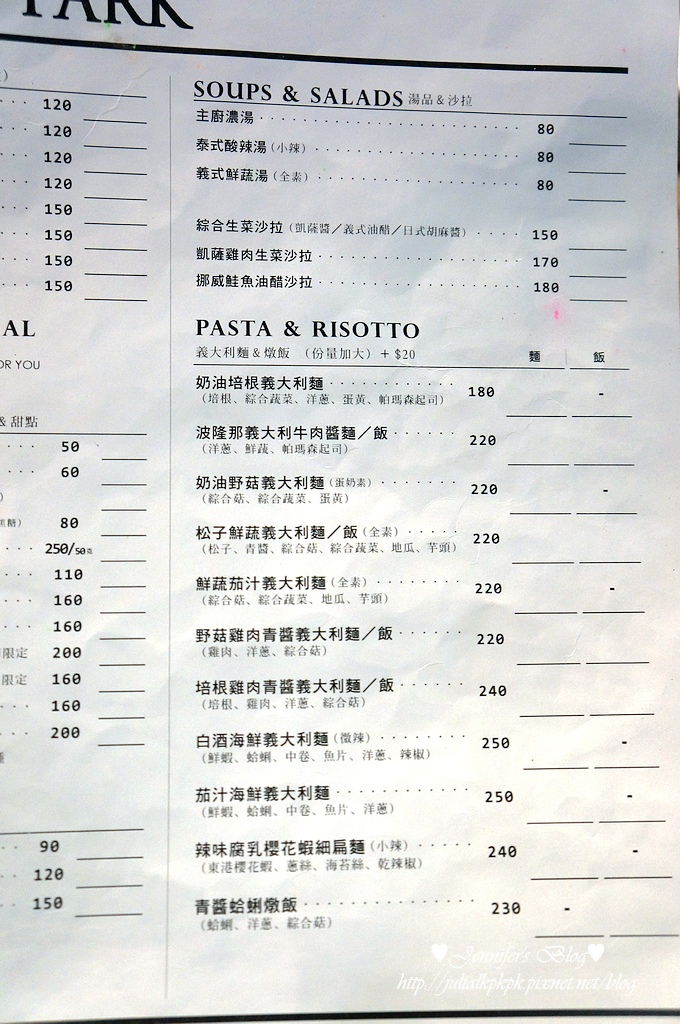 PARK
120
120
120
120
150
150
150
150
AL
OR YOU
& 甜點
50
60
80
250/50克
110
160
160
限定 200
限定 160
160
200
90
120
150
SOUPS & SALADS 湯品&沙拉
主廚濃湯 80
泰式酸辣湯(小辣) 80
義式鮮蔬湯(全素) 80
綜合生菜沙拉(凱薩醬／義式油醋／日式胡麻醬) 150
凱薩雞肉生菜沙拉 170
挪威鮭魚油醋沙拉 180
PASTA & RISOTTO
義大利麵&燉飯 (份量加大) + $20 麵 飯
奶油培根義大利麵 180 -
(培根、綜合蔬菜、洋蔥、蛋黃、帕瑪森起司)
波隆那義大利牛肉醬麵／飯 220
(洋蔥、鮮蔬、帕瑪森起司)
奶油野菇義大利麵(蛋奶素) 220 -
(綜合菇、綜合蔬菜、蛋黃)
松子鮮蔬義大利麵／飯(全素) 220
(松子、青醬、綜合菇、綜合蔬菜、地瓜、芋頭)
鮮蔬茄汁義大利麵(全素) 220 -
(綜合菇、綜合蔬菜、地瓜、芋頭)
野菇雞肉青醬義大利麵／飯 220
(雞肉、洋蔥、綜合菇)
培根雞肉青醬義大利麵／飯 240
(培根、雞肉、洋蔥、綜合菇)
白酒海鮮義大利麵(微辣) 250 -
(鮮蝦、蛤蜊、中卷、魚片、洋蔥、辣椒)
茄汁海鮮義大利麵 250 -
(鮮蝦、蛤蜊、中卷、魚片、洋蔥)
辣味腐乳櫻花蝦細扁麵(小辣) 240 -
(東港櫻花蝦、蔥絲、海苔絲、乾辣椒)
青醬蛤蜊燉飯 230 -
(蛤蜊、洋蔥、綜合菇)
♥Jennifer's Blog♥
http://julialkpkpk.pixnet.net/blog